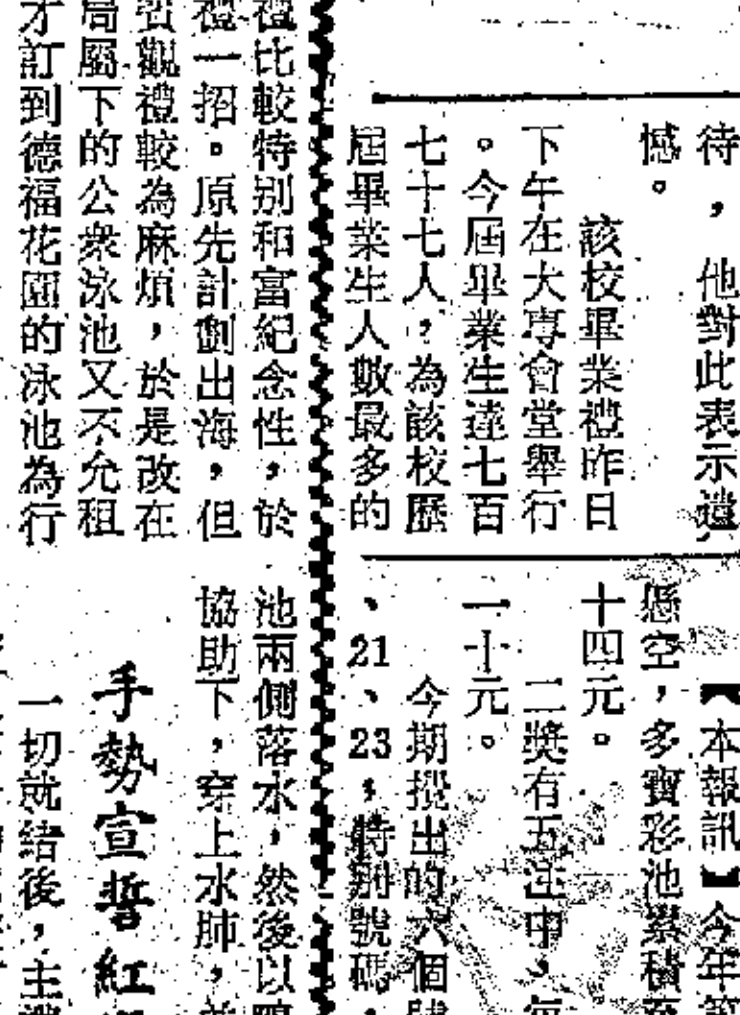 待，他對此表示遺
憾。
該校畢業禮昨日
下午在大專會堂舉行
。今屆畢業生達七百
七十七人，為該校歷
屆畢業生人數最多的
【本報訊】今年
懸空，多寶彩池累積
十四元。
二獎有五注中，每
一十元。
今期攪出的六個號
、21、23，特別號碼，
禮比較特别和富紀念性，於
禮一招。原先計劃出海，但
賓觀禮較為麻煩，於是改在
局屬下的公衆泳池又不允租
才訂到德福花園的泳池為行
池兩側落水，然後以鴨
協助下，穿上水肺，並
手勢宣誓紅
一切就緒後，主禮